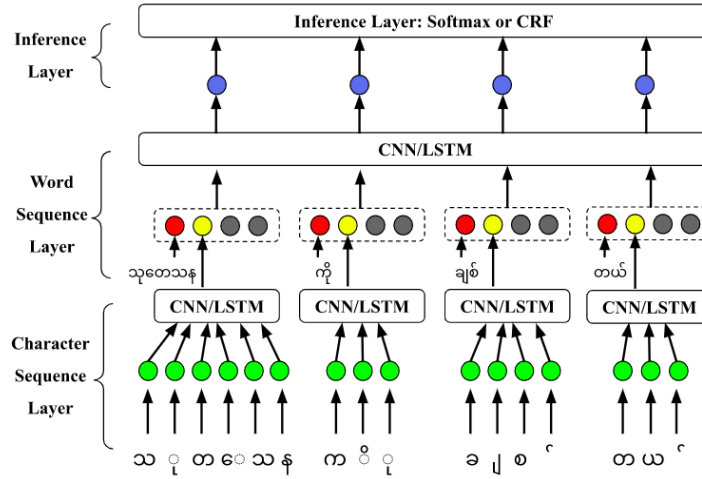 Inference Layer: Softmax or CRF
Inference
Layer
CNN/LSTM
Word
Sequence
Layer
သုတေသန ကို ချစ် တယ်
CNN/LSTM CNN/LSTM CNN/LSTM CNN/LSTM
Character
Sequence
Layer
သ ု တ ေ သ န က ိ ု ခ ျ စ ် တ ယ ်